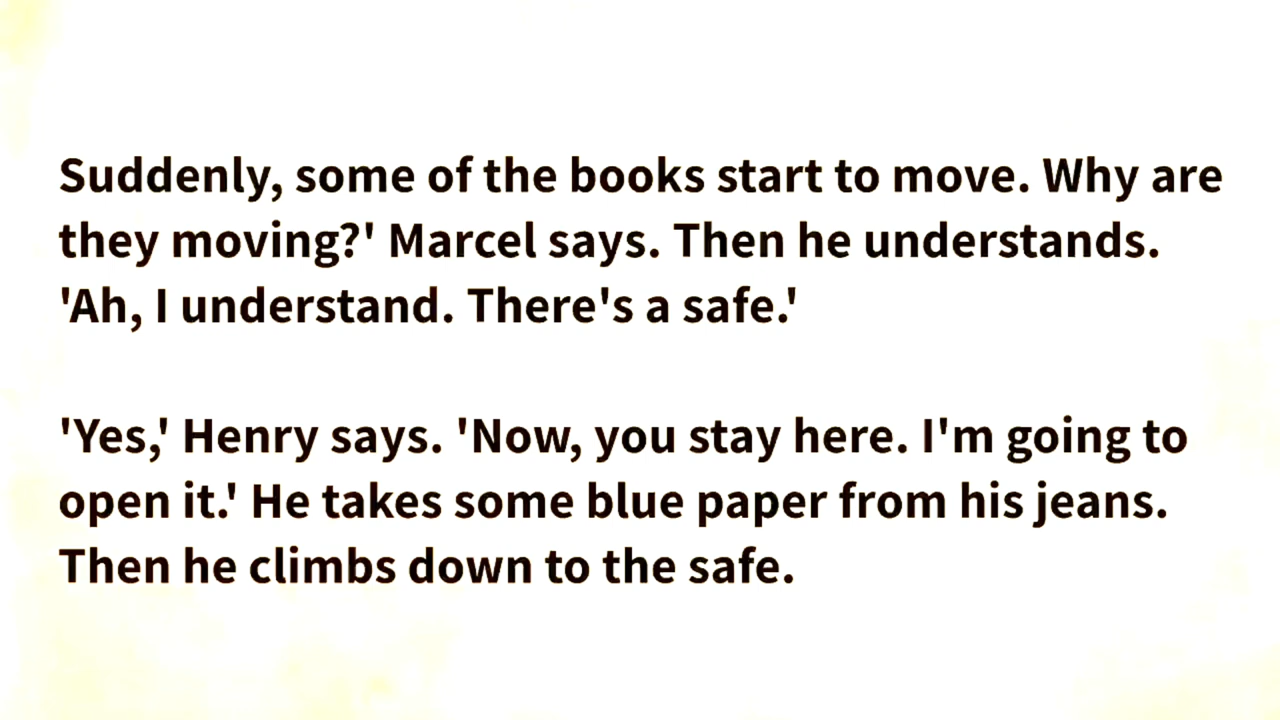 Suddenly, some of the books start to move. Why are
they moving?' Marcel says. Then he understands.
'Ah, I understand. There's a safe.'
'Yes,' Henry says. 'Now, you stay here. I'm going to
open it.' He takes some blue paper from his jeans.
Then he climbs down to the safe.